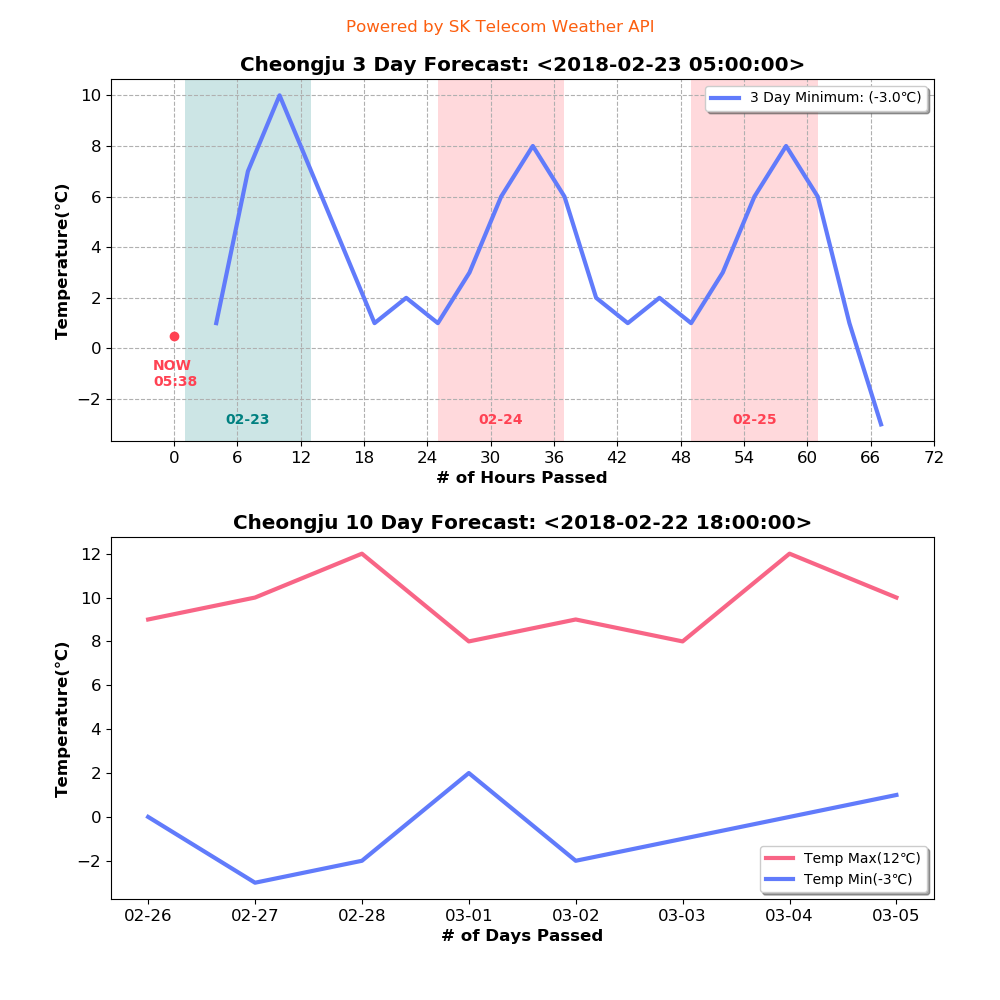 Powered by SK Telecom Weather API
Cheongju 3 Day Forecast: <2018-02-23 05:00:00>
3 Day Minimum: (-3.0℃)
Temperature(℃)
10
8
6
4
2
0
−2
NOW
05:38
02-23
02-24
02-25
0 6 12 18 24 30 36 42 48 54 60 66 72
# of Hours Passed
Cheongju 10 Day Forecast: <2018-02-22 18:00:00>
Temperature(℃)
12
10
8
6
4
2
0
−2
Temp Max(12℃)
Temp Min(-3℃)
02-26 02-27 02-28 03-01 03-02 03-03 03-04 03-05
# of Days Passed